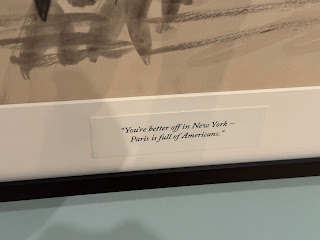 "You're better off in New York—
Paris is full of Americans."